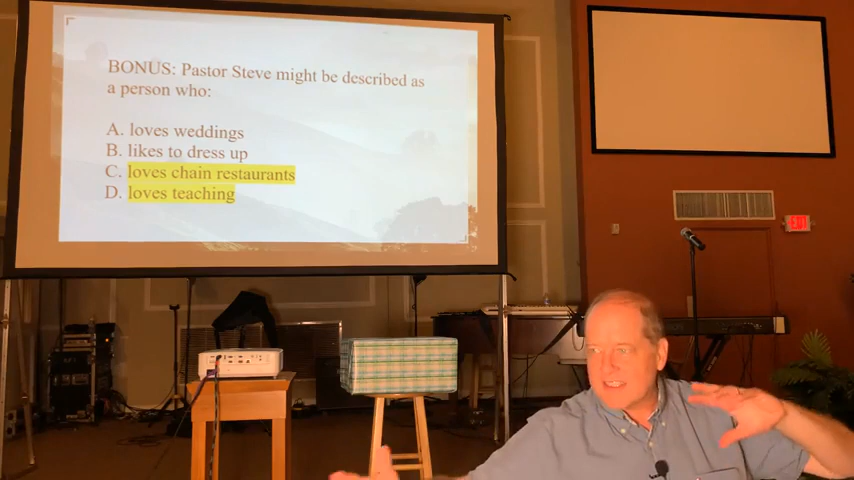 BONUS: Pastor Steve might be described as
a person who:
A. loves weddings
B. likes to dress up
C. loves chain restaurants
D. loves teaching
EXIT